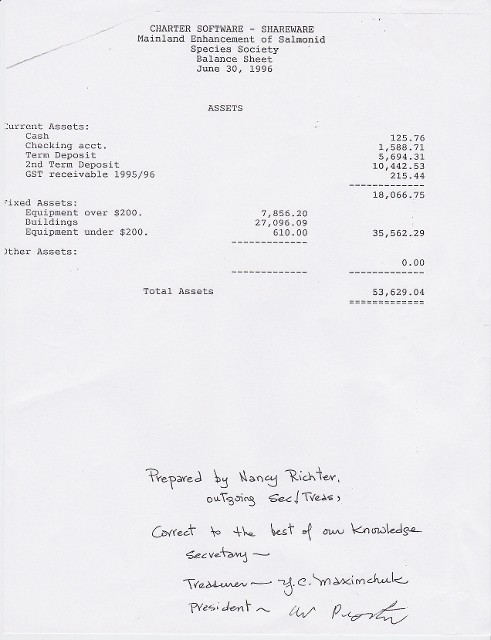 CHARTER SOFTWARE - SHAREWARE
Mainland Enhancement of Salmonid
Species Society
Balance Sheet
June 30, 1996
ASSETS
Current Assets:
Cash 125.76
Checking acct. 1,588.71
Term Deposit 5,694.31
2nd Term Deposit 10,442.53
GST receivable 1995/96 215.44
18,066.75
Fixed Assets:
Equipment over $200. 7,856.20
Buildings 27,096.09
Equipment under $200. 610.00 35,562.29
Other Assets:
0.00
Total Assets 53,629.04
Prepared by Nancy Richter,
outgoing Sec/Treas,
Correct to the best of our knowledge
Secretary ~
Treasurer ~ Y.C. Maximchuk
President ~